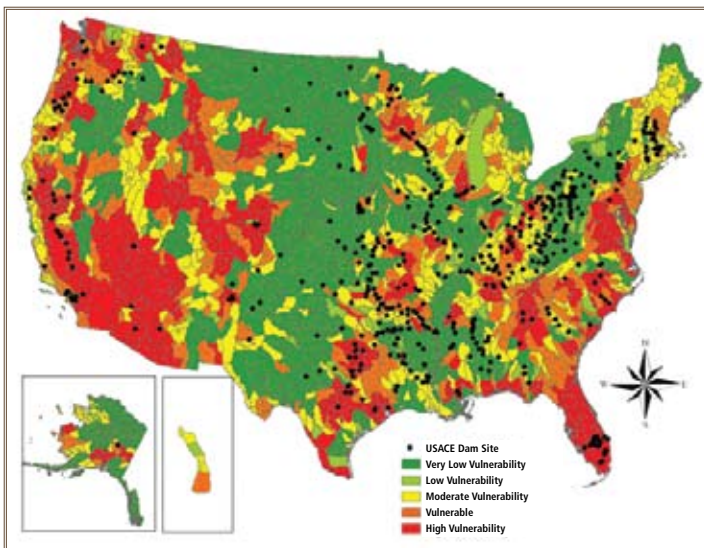 N
W E
S
USACE Dam Site
Very Low Vulnerability
Low Vulnerability
Moderate Vulnerability
Vulnerable
High Vulnerability